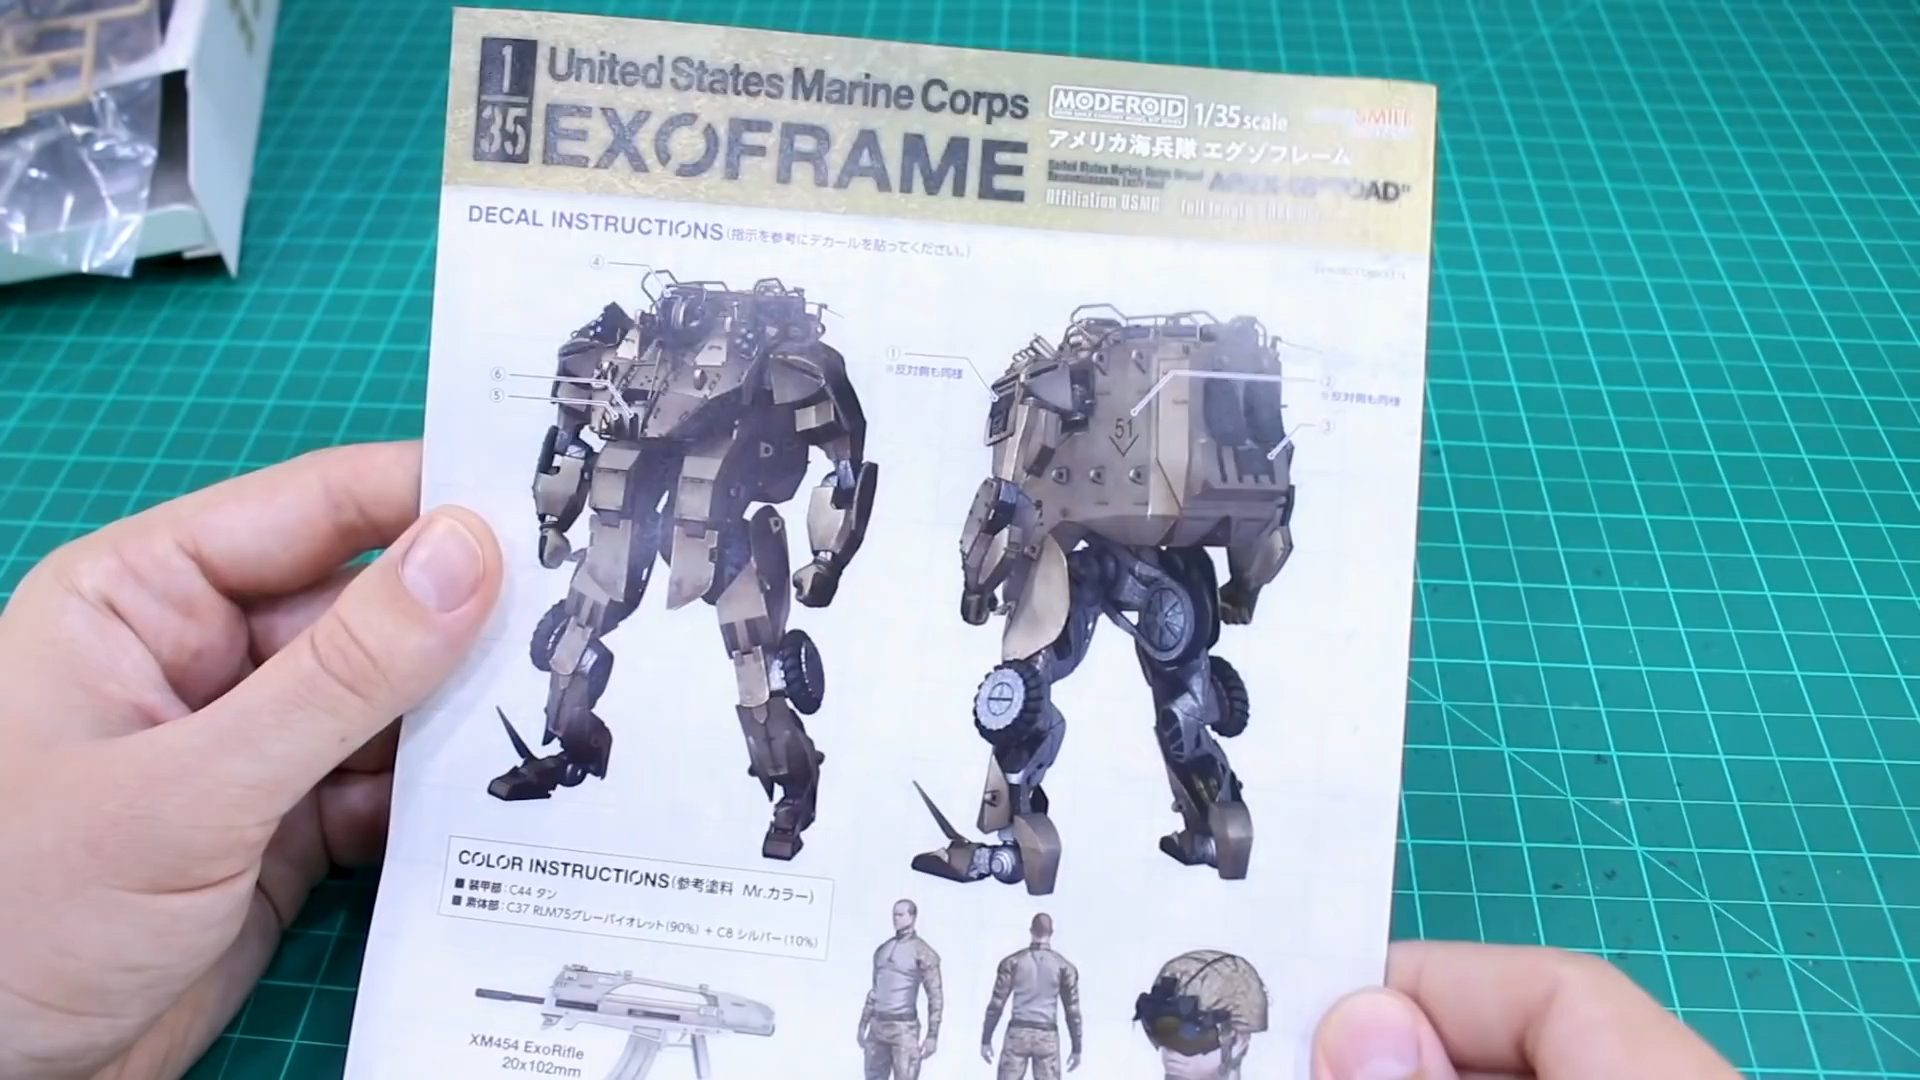 1
35
United States Marine Corps
EXOFRAME
MODEROID 1/35 scale
SMILE
アメリカ海兵隊 エグゾフレーム
Affiliation USMC
DECAL INSTRUCTIONS(指示を参考にデカールを貼ってください。)
④
⑥
⑤
①
※反対側も同様
②
※反対側も同様
③
51
D
D
COLOR INSTRUCTIONS(参考塗料 Mr.カラー)
■ 装甲部:C44 タン
■ 素体部:C37 RLM75グレーバイオレット(90%) + C8 シルバー(10%)
XM454 ExoRifle
20x102mm